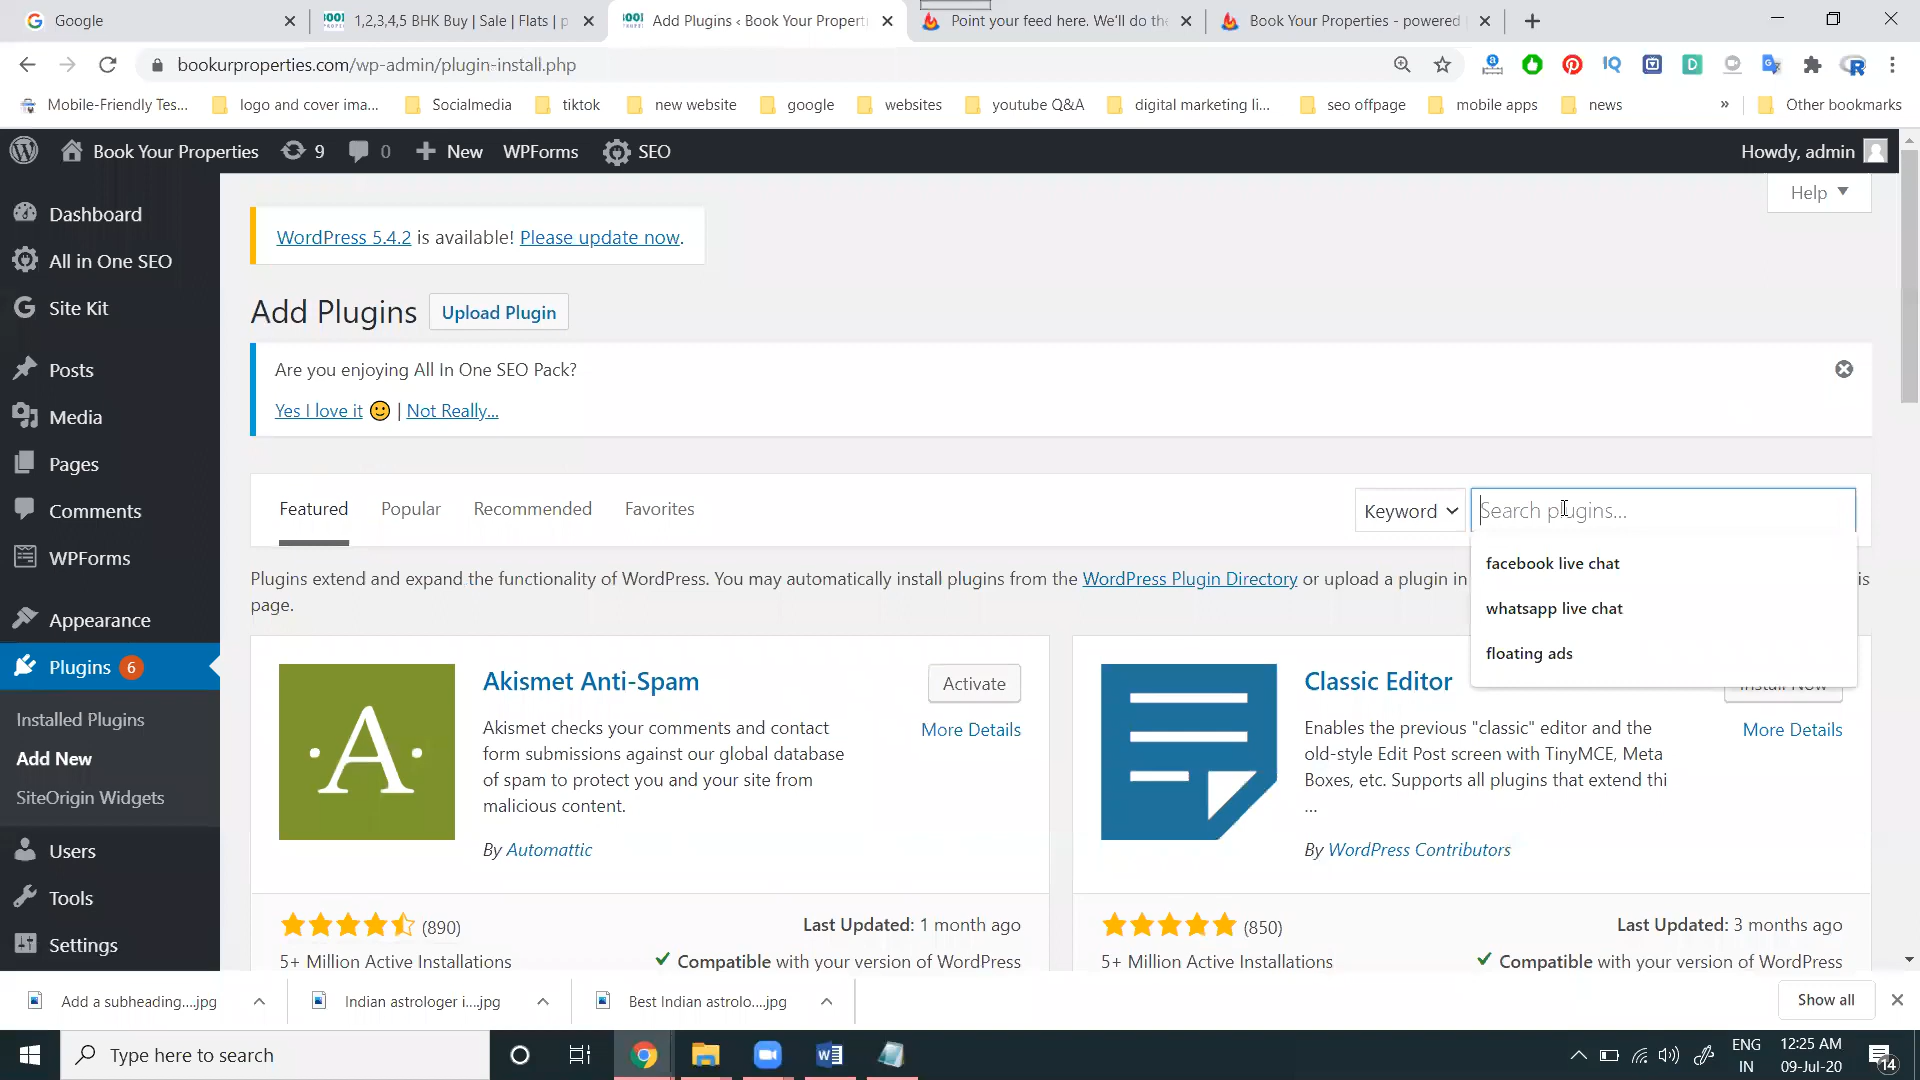 Google
1,2,3,4,5 BHK Buy | Sale | Flats | p
Add Plugins ‹ Book Your Properti
Point your feed here. We'll do the
Book Your Properties - powered
bookurproperties.com/wp-admin/plugin-install.php
Mobile-Friendly Tes...
logo and cover ima...
Socialmedia
tiktok
new website
google
websites
youtube Q&A
digital marketing li...
seo offpage
mobile apps
news
»
Other bookmarks
Book Your Properties
9
0
New
WPForms
SEO
Howdy, admin
Help
Dashboard
All in One SEO
Site Kit
Posts
Media
Pages
Comments
WPForms
Appearance
Plugins 6
Installed Plugins
Add New
SiteOrigin Widgets
Users
Tools
Settings
WordPress 5.4.2 is available! Please update now.
Add Plugins
Upload Plugin
Are you enjoying All In One SEO Pack?
Yes I love it 🙂 | Not Really...
Featured
Popular
Recommended
Favorites
Keyword
Search plugins...
facebook live chat
whatsapp live chat
floating ads
Plugins extend and expand the functionality of WordPress. You may automatically install plugins from the WordPress Plugin Directory or upload a plugin in is
page.
Akismet Anti-Spam
Activate
More Details
Akismet checks your comments and contact
form submissions against our global database
of spam to protect you and your site from
malicious content.
By Automattic
(890)
Last Updated: 1 month ago
5+ Million Active Installations
Compatible with your version of WordPress
Classic Editor
Install Now
More Details
Enables the previous "classic" editor and the
old-style Edit Post screen with TinyMCE, Meta
Boxes, etc. Supports all plugins that extend thi
...
By WordPress Contributors
(850)
Last Updated: 3 months ago
5+ Million Active Installations
Compatible with your version of WordPress
Add a subheading....jpg
Indian astrologer i....jpg
Best Indian astrolo....jpg
Show all
Type here to search
ENG
IN
12:25 AM
09-Jul-20
14